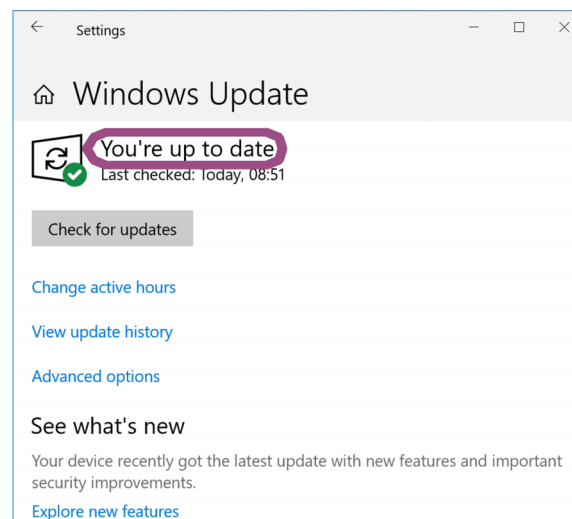 Settings
Windows Update
You're up to date
Last checked: Today, 08:51
Check for updates
Change active hours
View update history
Advanced options
See what's new
Your device recently got the latest update with new features and important
security improvements.
Explore new features